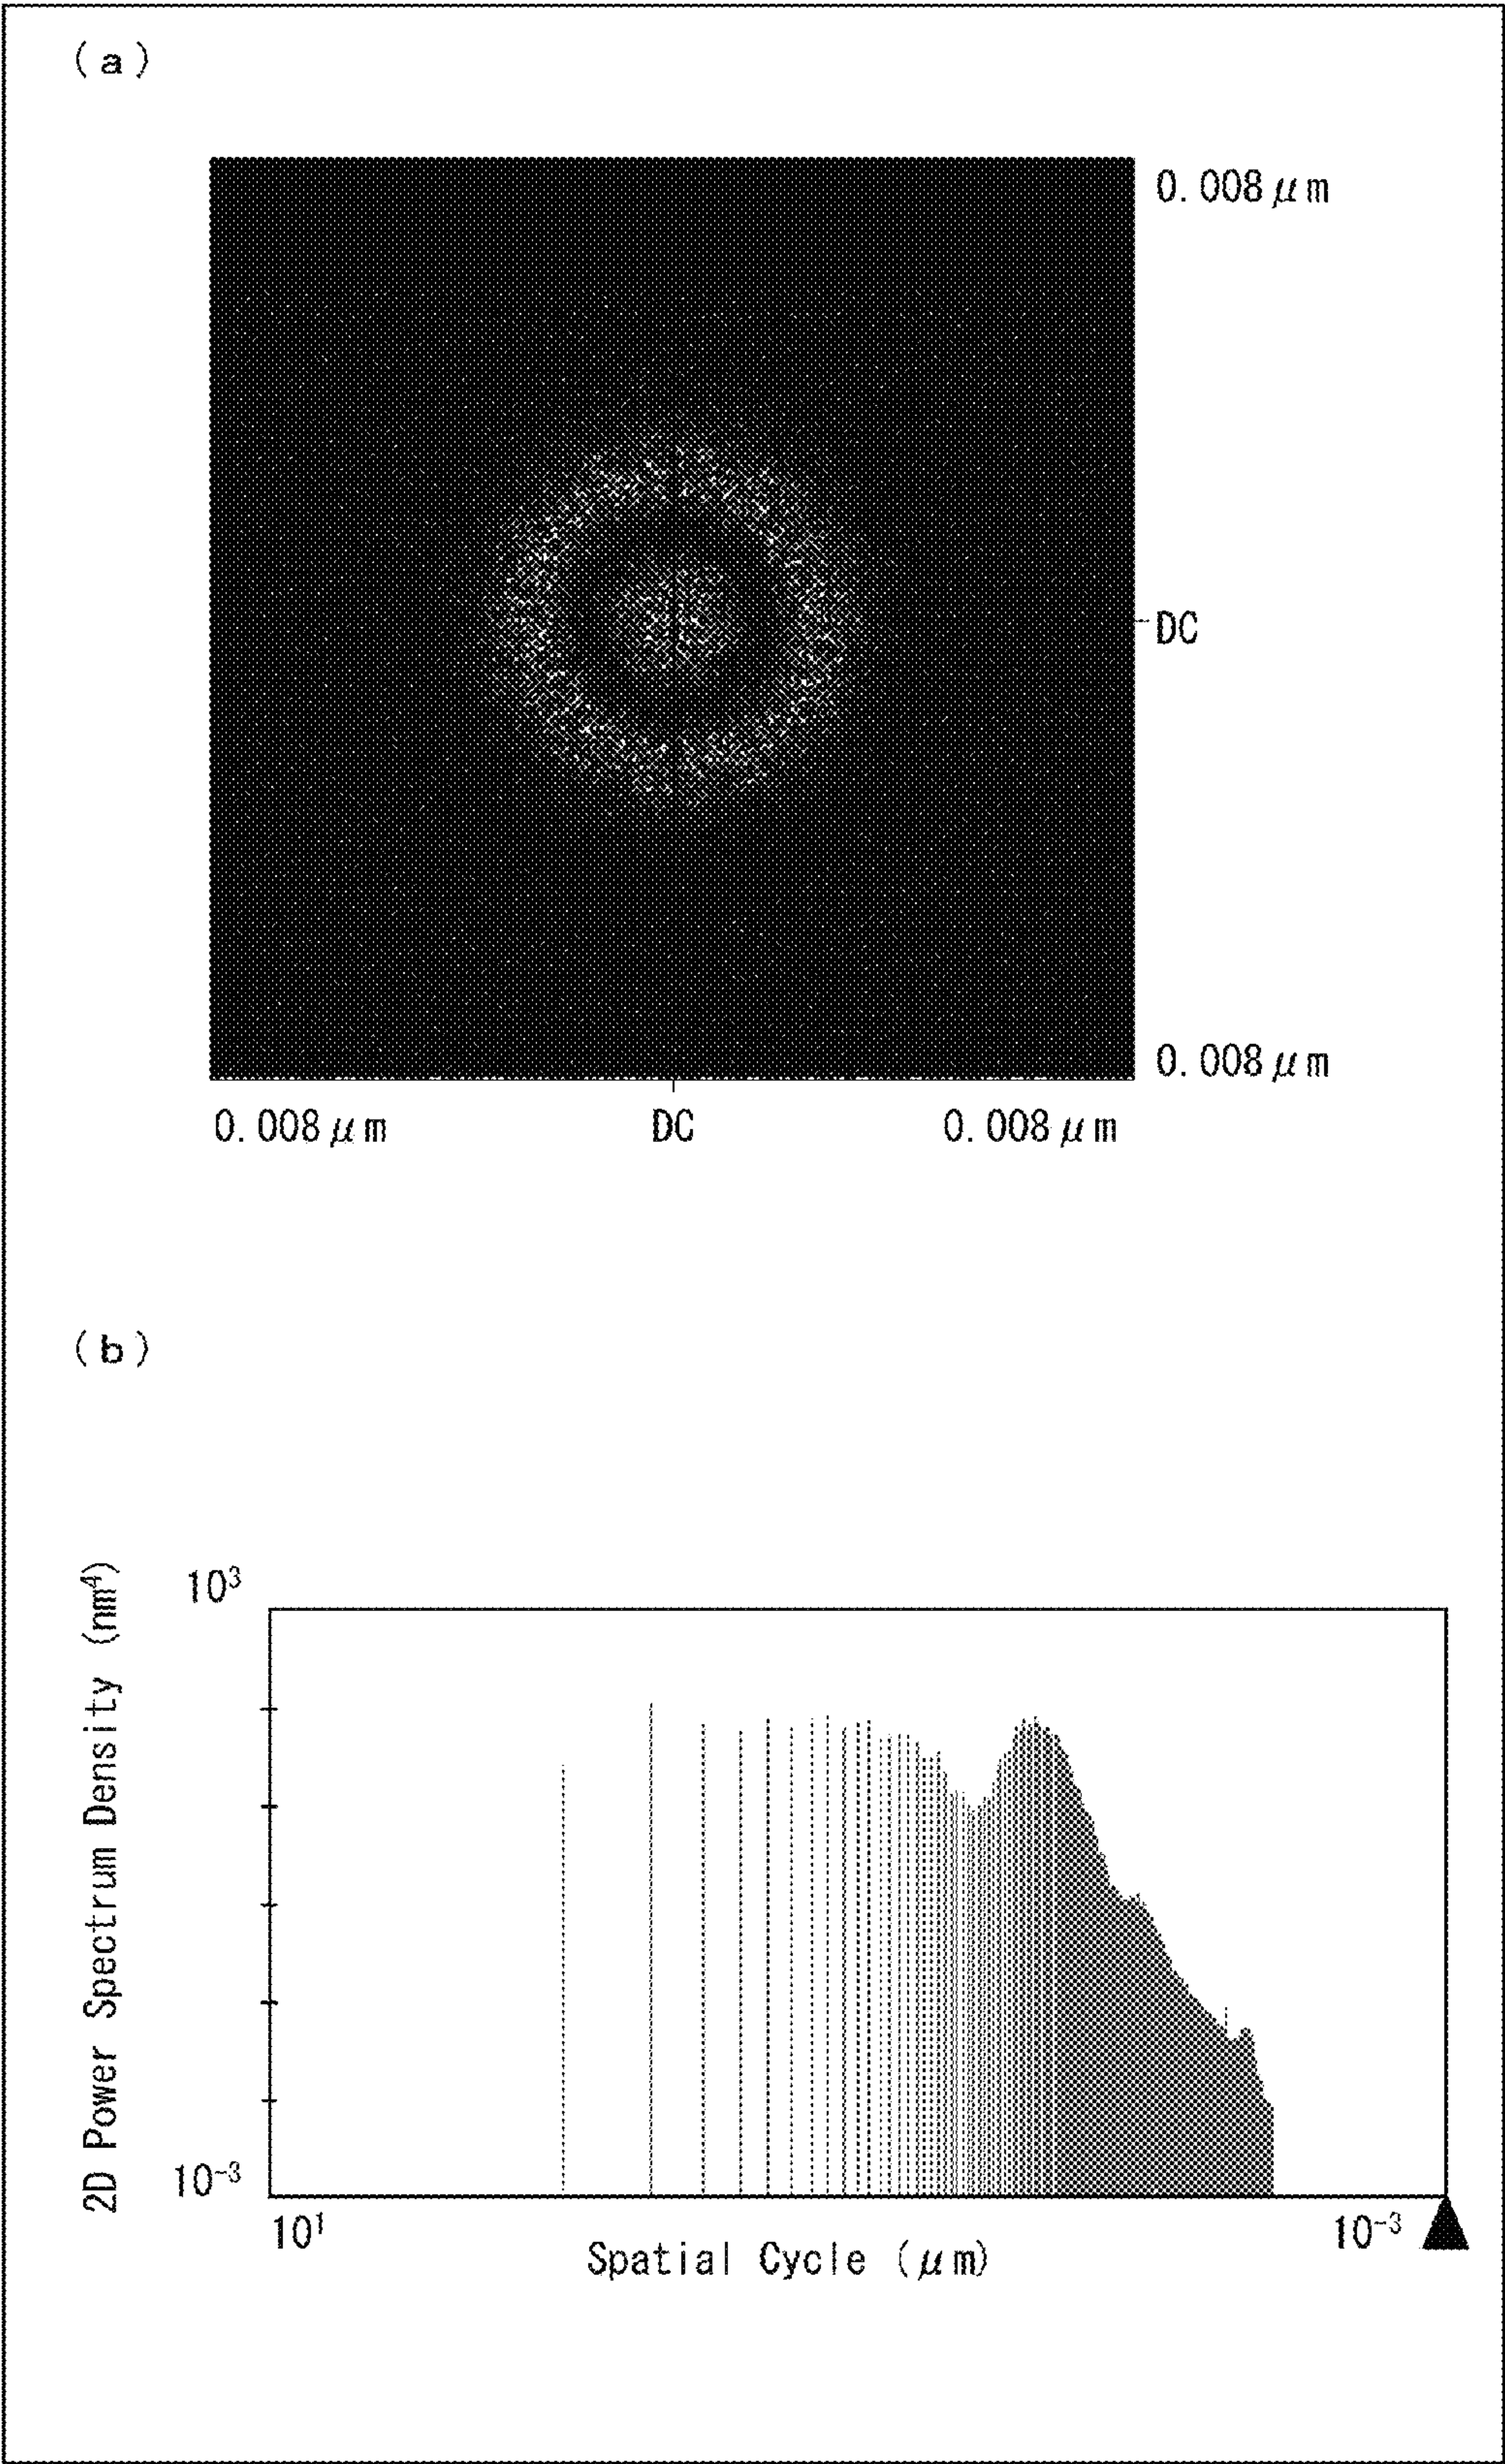 (a)
0.008μm
DC
0.008μm
0.008μm DC 0.008μm
(b)
10³
2D Power Spectrum Density (nm⁴)
10⁻³
10¹ 10⁻³
Spatial Cycle (μm)